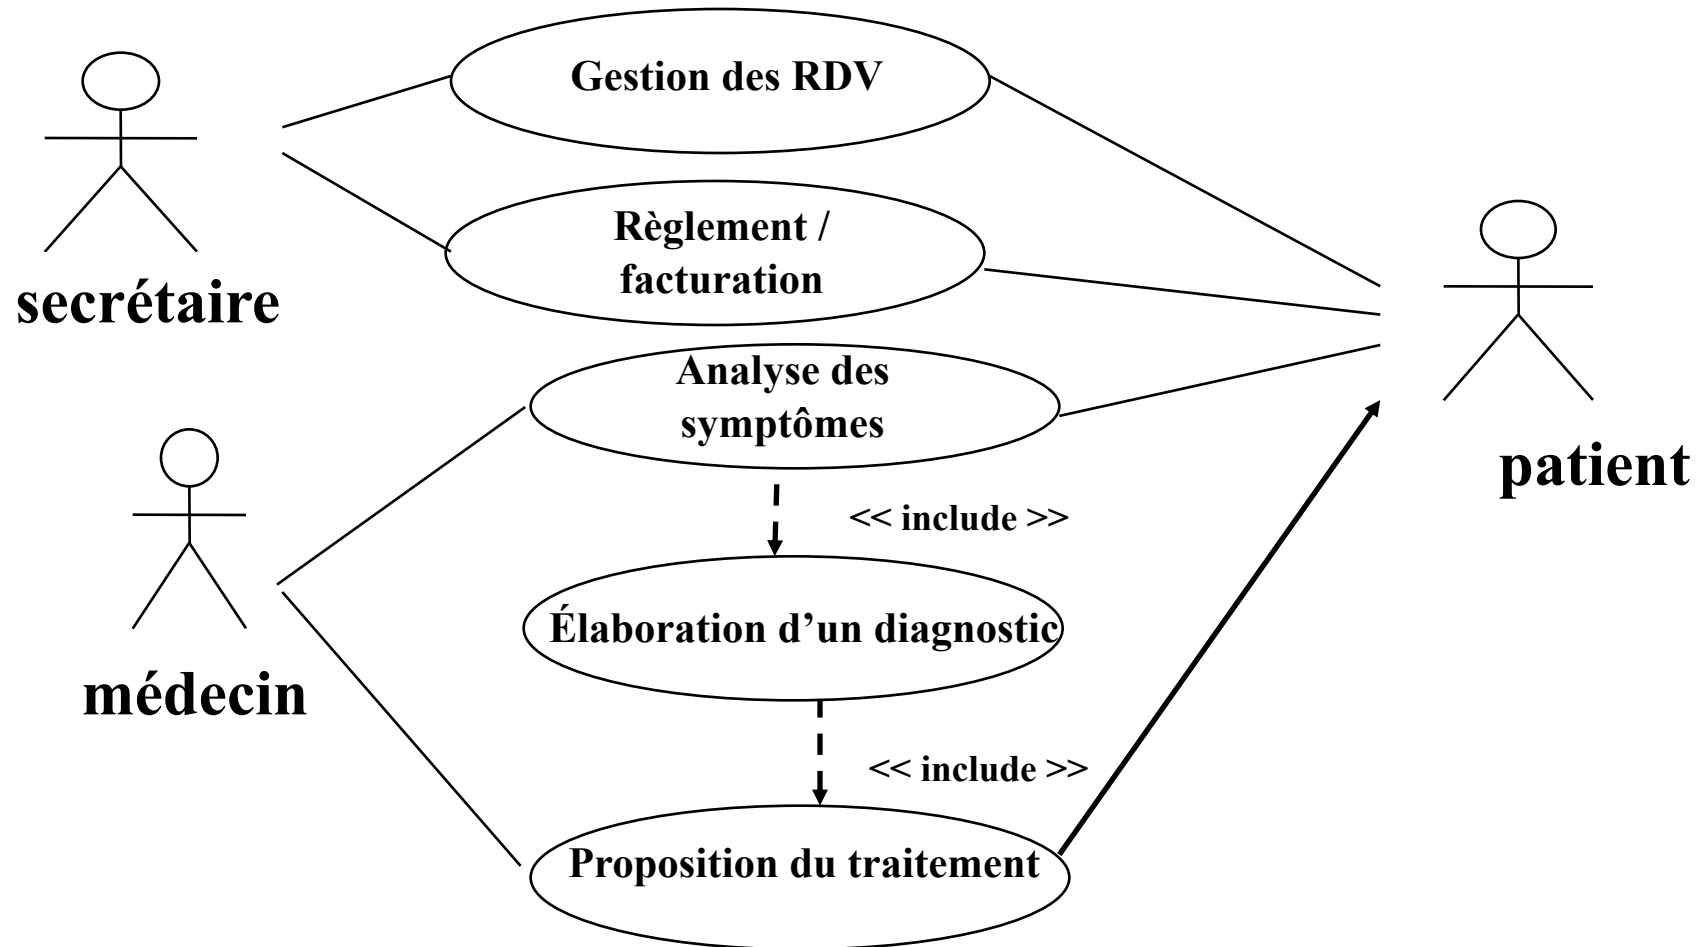 Gestion des RDV
Règlement /
facturation
secrétaire
Analyse des
symptômes
patient
<< include >>
Élaboration d’un diagnostic
médecin
<< include >>
Proposition du traitement